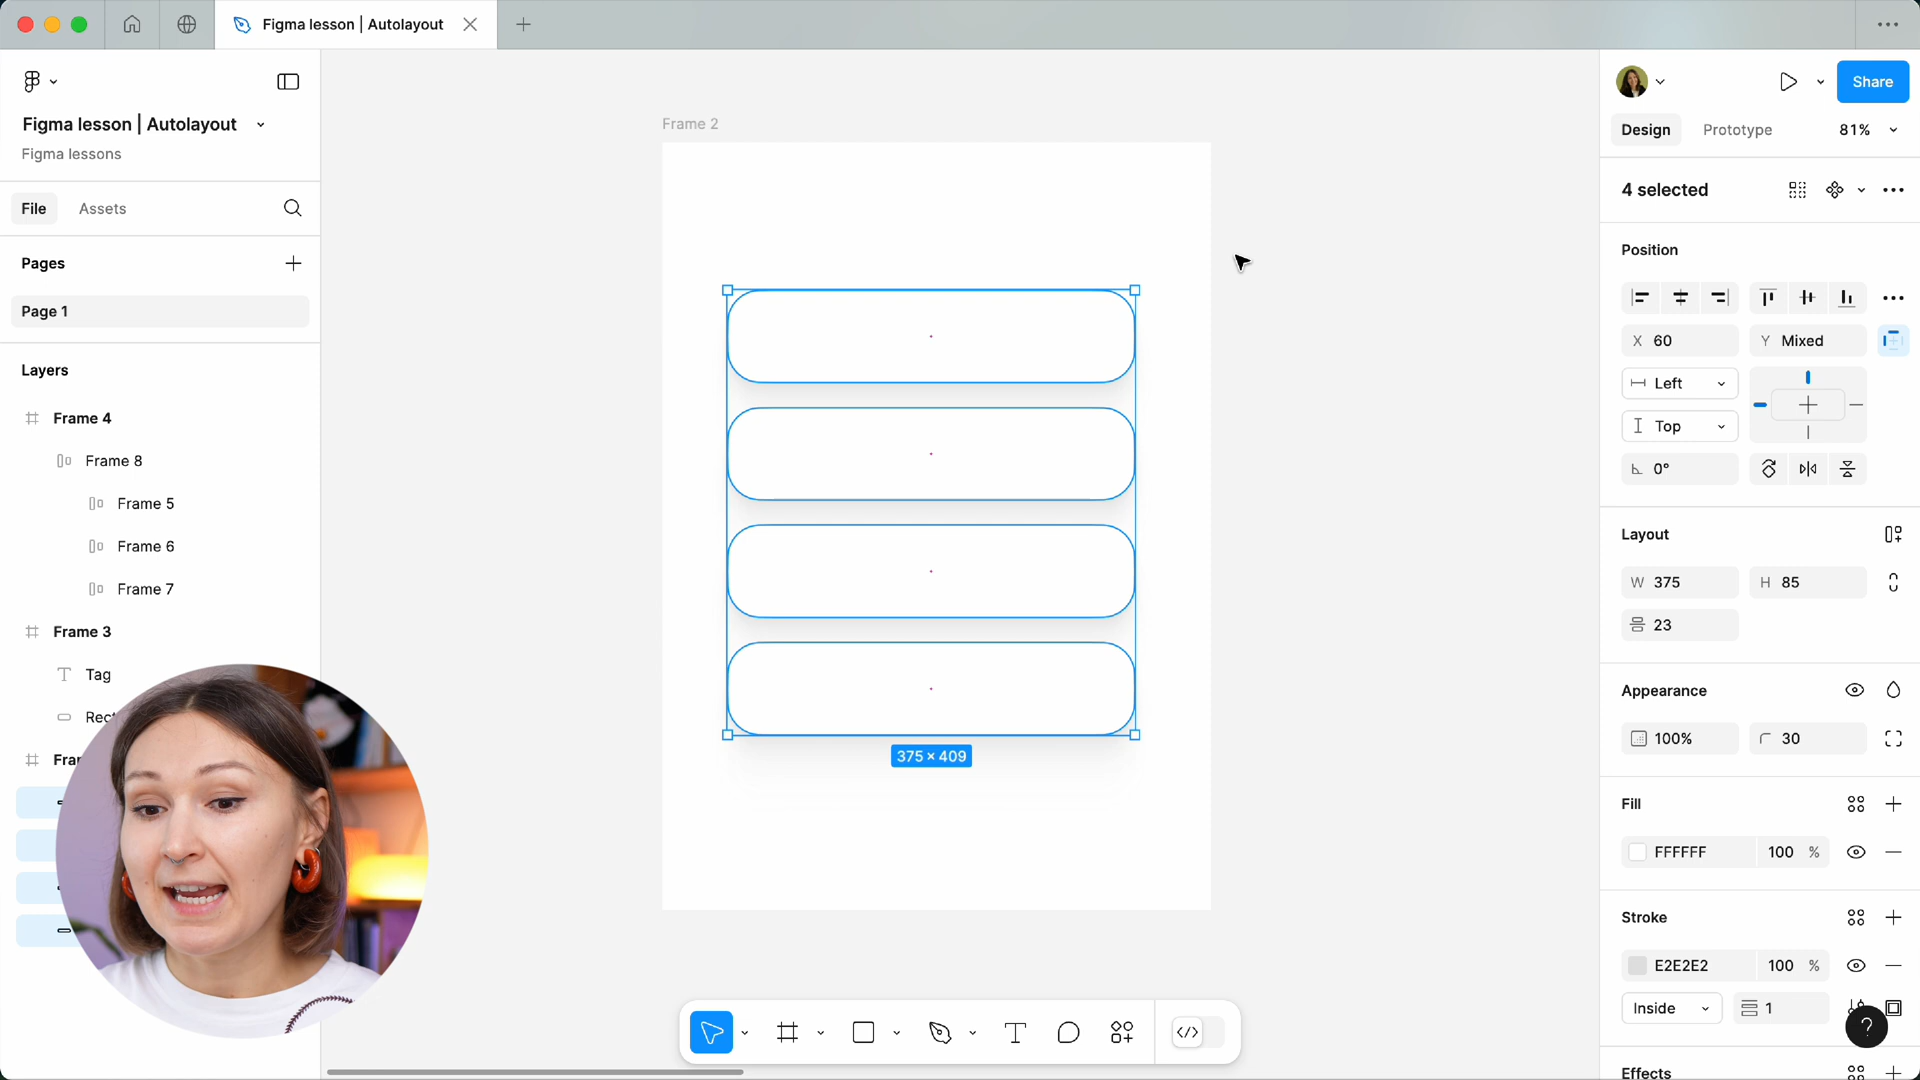 Figma lesson | Autolayout
Figma lesson | Autolayout
Figma lessons
File
Assets
Pages
Page 1
Layers
Frame 4
Frame 8
Frame 5
Frame 6
Frame 7
Frame 3
Tag
Frame 2
375 × 409
Share
Design
Prototype
81%
4 selected
Position
X 60
Y Mixed
Left
Top
0°
Layout
W 375
H 85
23
Appearance
100%
30
Fill
FFFFFF 100 %
Stroke
E2E2E2 100 %
Inside
1
?
Effects